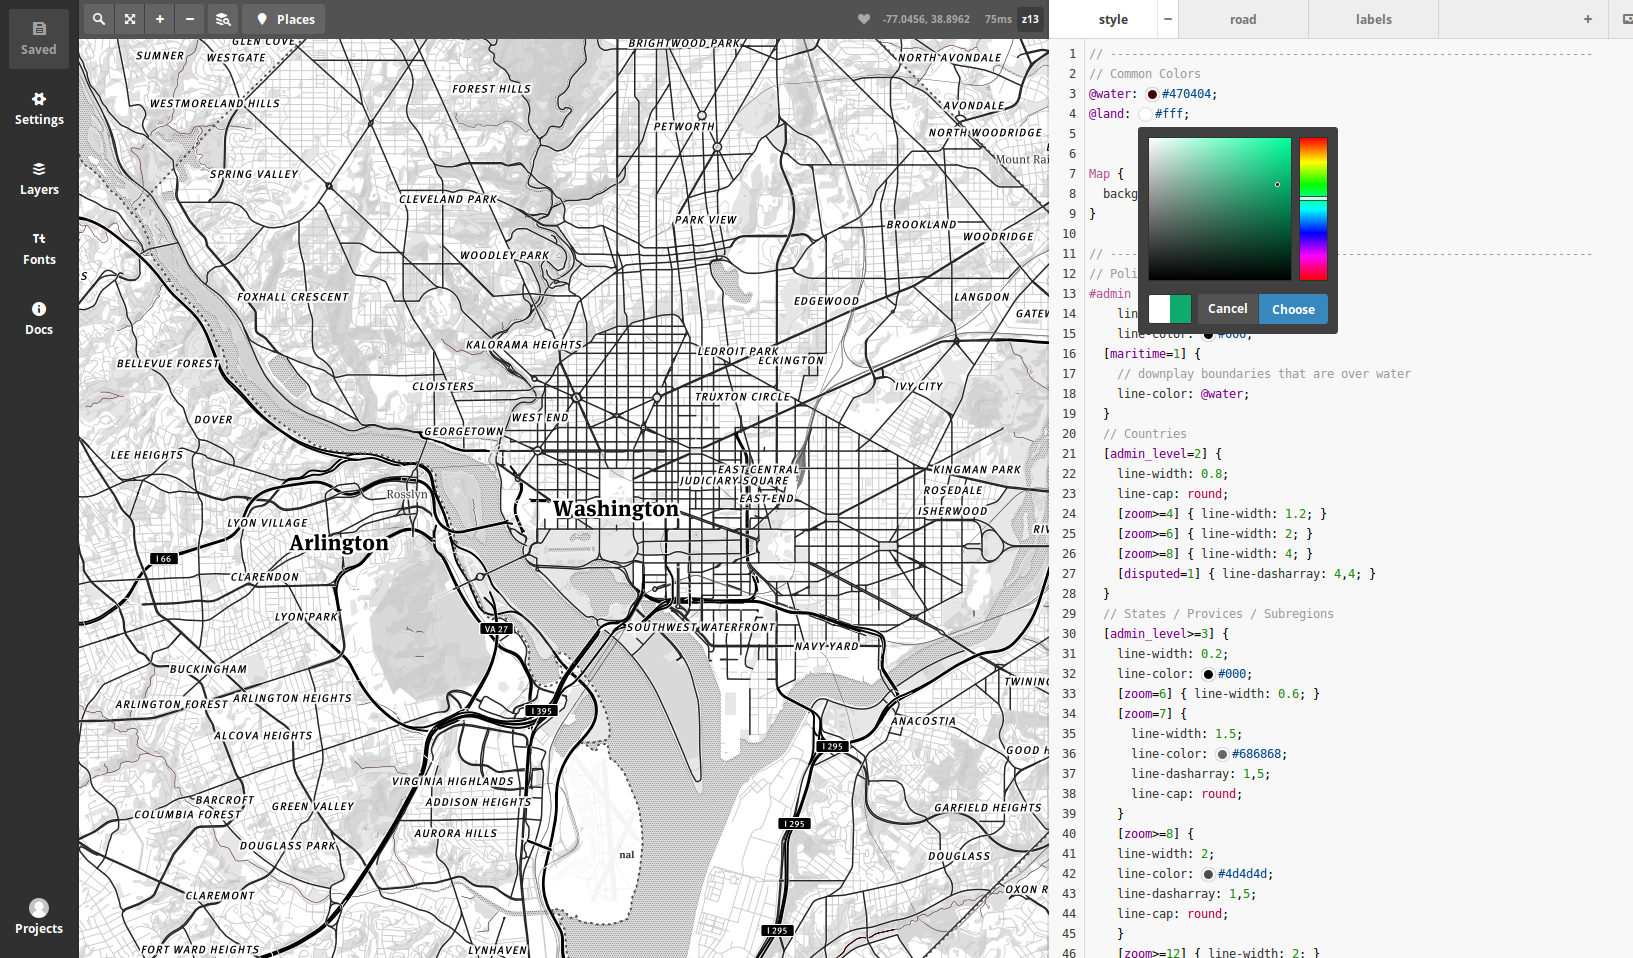 Saved
Settings
Layers
Tt
Fonts
Docs
Projects
Places
-77.0456, 38.8962 75ms z13
style
road
labels
GLEN COVE
BRIGHTWOOD PARK
SUMNER
WESTGATE
NORTH AVONDALE
FOREST HILLS
WESTMORELAND HILLS
AVONDALE
PETWORTH
NORTH WOODRIDGE
Mount Rai
SPRING VALLEY
CLEVELAND PARK
PARK VIEW
BROOKLAND
WOODRIDGE
WOODLEY PARK
FOXHALL CRESCENT
EDGEWOOD
LANGDON
GATEW
KALORAMA HEIGHTS
LEDROIT PARK
ECKINGTON
BELLEVUE FOREST
CLOISTERS
IVY CITY
TRUXTON CIRCLE
DOVER
WEST END
GEORGETOWN
LEE HEIGHTS
EAST CENTRAL
KINGMAN PARK
JUDICIARY SQUARE
Rosslyn
EAST END
ROSEDALE
Washington
ISHERWOOD
LYON VILLAGE
RIV
Arlington
I 66
CLARENDON
LYON PARK
VA 27
SOUTHWEST WATERFRONT
NAVY YARD
BUCKINGHAM
TWINING
ARLINGTON HEIGHTS
ARLINGTON FOREST
I 395
ANACOSTIA
ALCOVA HEIGHTS
I 295
GOOD H
VIRGINIA HIGHLANDS
BARCROFT
ADDISON HEIGHTS
GREEN VALLEY
GARFIELD HEIGHTS
COLUMBIA FOREST
I 295
AURORA HILLS
DOUGLASS PARK
nal
DOUGLASS
CLAREMONT
OXON R
I 295
FORT WARD HEIGHTS
LYNHAVEN
1 // ---------------------------------------------------------------------
2 // Common Colors
3 @water: #470404;
4 @land: #fff;
5
6
7 Map {
8 backg
9 }
10
11 // ---------------------------------------------------------------------
12 // Poli
13 #admin
14 lin
15 line-color: #000;
16 [maritime=1] {
17 // downplay boundaries that are over water
18 line-color: @water;
19 }
20 // Countries
21 [admin_level=2] {
22 line-width: 0.8;
23 line-cap: round;
24 [zoom>=4] { line-width: 1.2; }
25 [zoom>=6] { line-width: 2; }
26 [zoom>=8] { line-width: 4; }
27 [disputed=1] { line-dasharray: 4,4; }
28 }
29 // States / Provices / Subregions
30 [admin_level>=3] {
31 line-width: 0.2;
32 line-color: #000;
33 [zoom=6] { line-width: 0.6; }
34 [zoom=7] {
35 line-width: 1.5;
36 line-color: #686868;
37 line-dasharray: 1,5;
38 line-cap: round;
39 }
40 [zoom>=8] {
41 line-width: 2;
42 line-color: #4d4d4d;
43 line-dasharray: 1,5;
44 line-cap: round;
45 }
46 [zoom>=12] { line-width: 2; }
Cancel
Choose